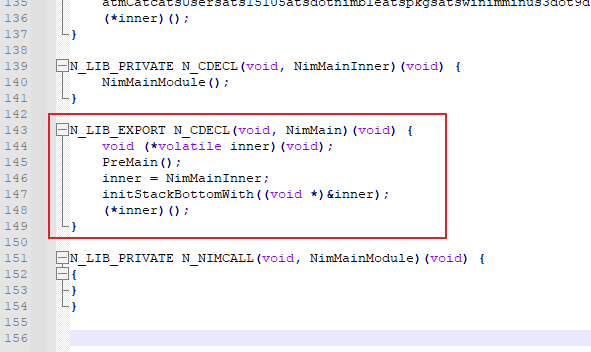 135 atmCatcatsUsersats15105atsdotnimbleatspkgsatswinimminus3dot9d
136 (*inner)();
137 }
138
139 N_LIB_PRIVATE N_CDECL(void, NimMainInner)(void) {
140 NimMainModule();
141 }
142
143 N_LIB_EXPORT N_CDECL(void, NimMain)(void) {
144 void (*volatile inner)(void);
145 PreMain();
146 inner = NimMainInner;
147 initStackBottomWith((void *)&inner);
148 (*inner)();
149 }
150
151 N_LIB_PRIVATE N_NIMCALL(void, NimMainModule)(void) {
152 {
153 }
154 }
155
156